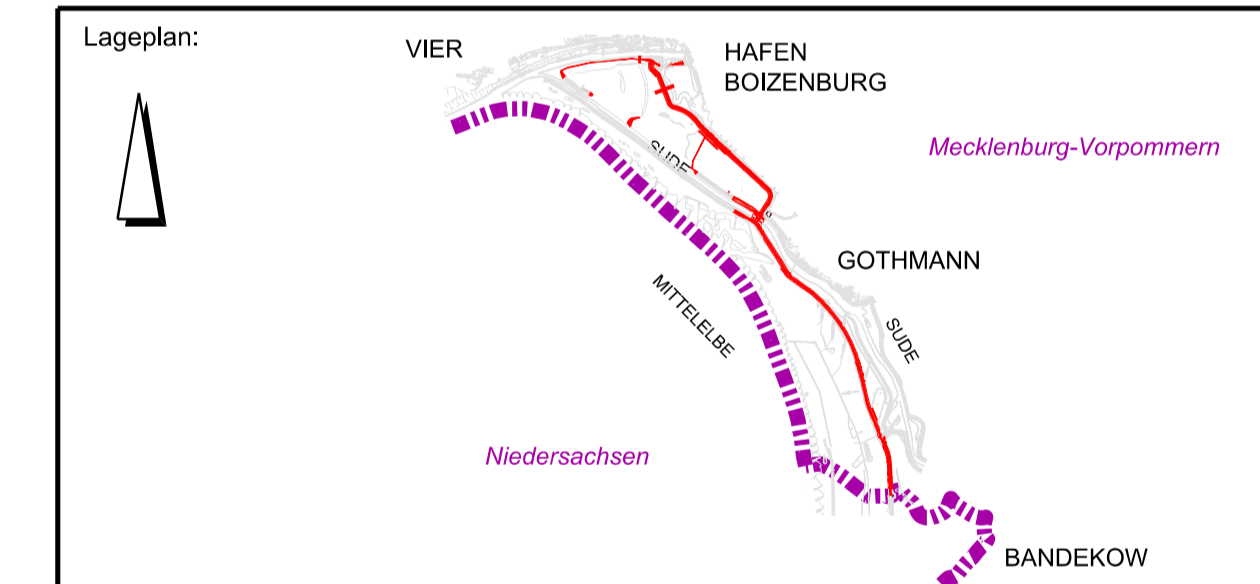 Lageplan:
VIER
HAFEN
BOIZENBURG
Mecklenburg-Vorpommern
SUDE
GOTHMANN
MITTELELBE
SUDE
Niedersachsen
BANDEKOW